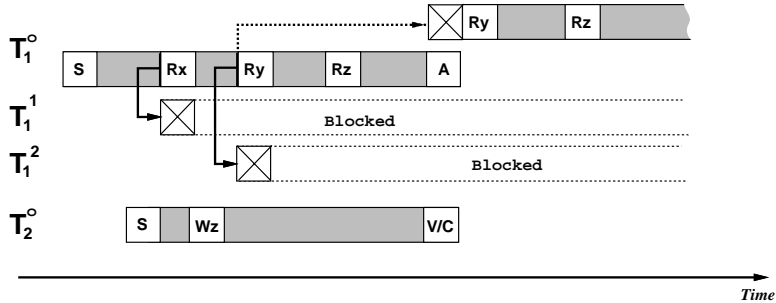 Ry Rz
T₁° S Rx Ry Rz A
T₁¹ Blocked
T₁² Blocked
T₂° S Wz V/C
Time